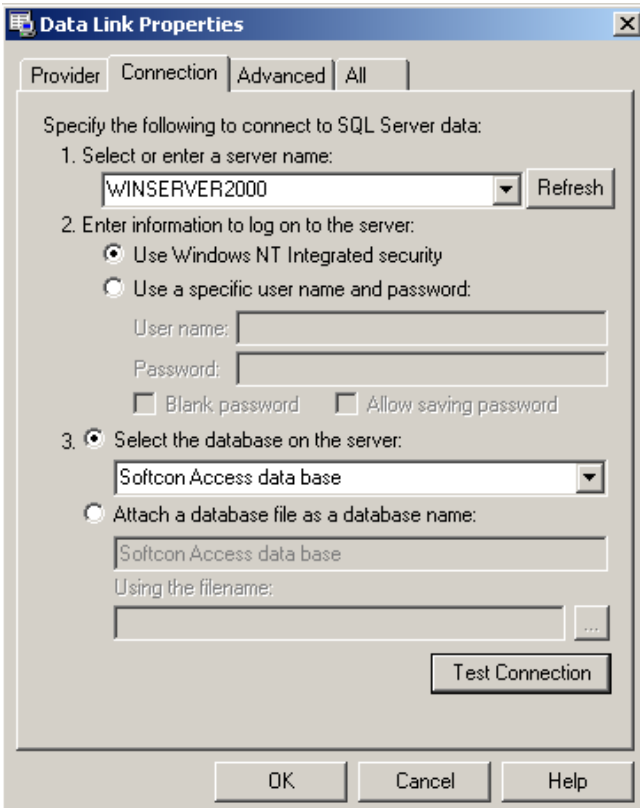 Data Link Properties
Provider Connection Advanced All
Specify the following to connect to SQL Server data:
1. Select or enter a server name:
WINSERVER2000 Refresh
2. Enter information to log on to the server:
Use Windows NT Integrated security
Use a specific user name and password:
User name:
Password:
Blank password Allow saving password
3. Select the database on the server:
Softcon Access data base
Attach a database file as a database name:
Softcon Access data base
Using the filename:
...
Test Connection
OK Cancel Help